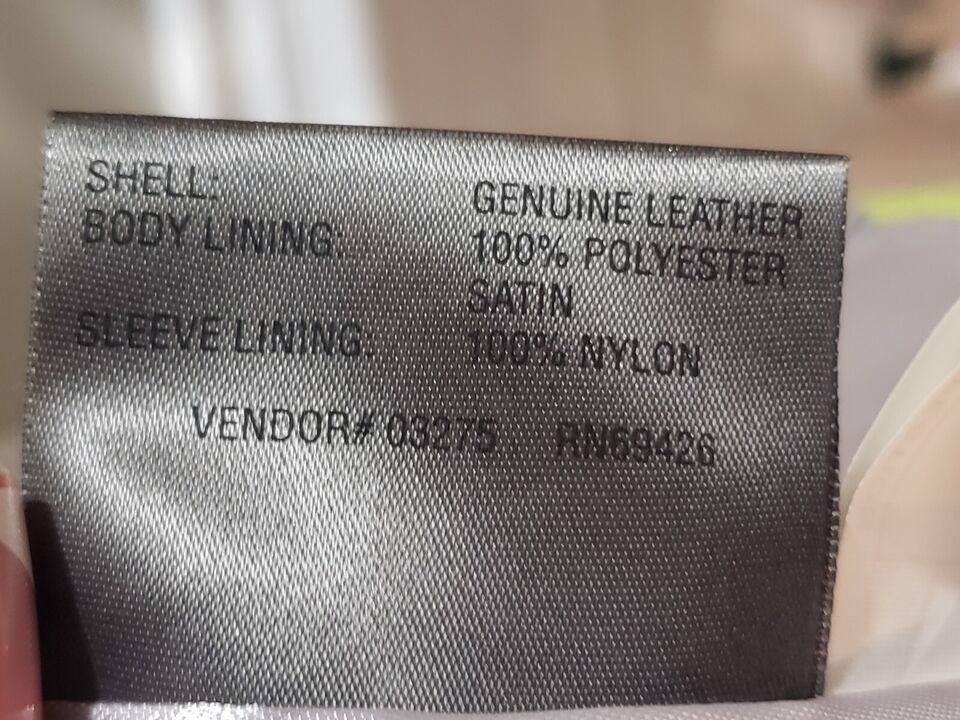 SHELL: GENUINE LEATHER
BODY LINING: 100% POLYESTER
SATIN
SLEEVE LINING: 100% NYLON
VENDOR# 03275 RN69426